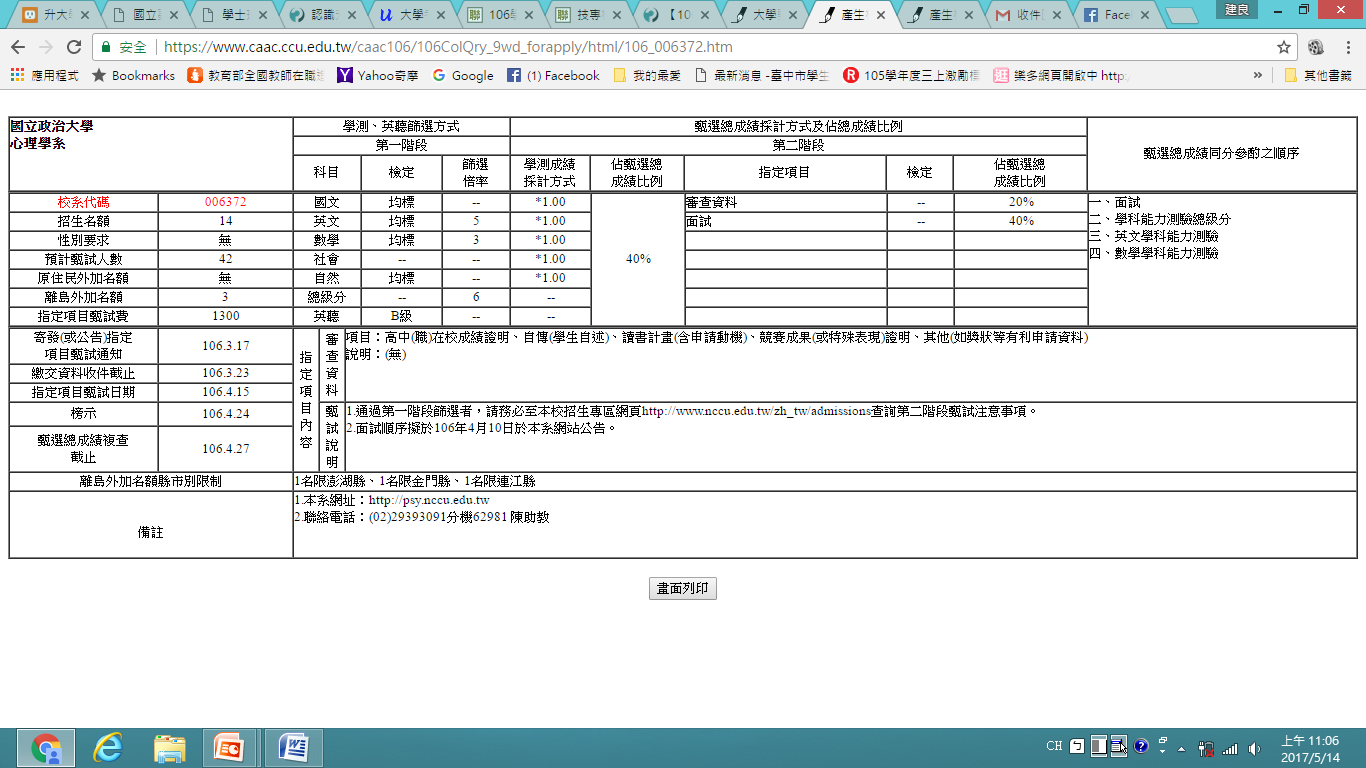 升大
國立
學士
認識
大學
106
技專
【10
大學
產生
產生
收件
Face
建良
安全 https://www.caac.ccu.edu.tw/caac106/106ColQry_9wd_forapply/html/106_006372.htm
應用程式 Bookmarks 教育部全國教師在職 Yahoo奇摩 Google (1) Facebook 我的最愛 最新消息 -臺中市學生 105學年度三上激勵 樂多網頁開啟中 http: » 其他書籤
國立政治大學
心理學系
學測、英聽篩選方式 甄選總成績採計方式及佔總成績比例 甄選總成績同分參酌之順序
第一階段 第二階段
科目 檢定 篩選倍率 學測成績採計方式 佔甄選總成績比例 指定項目 檢定 佔甄選總成績比例
校系代碼 006372 國文 均標 -- *1.00 40% 審查資料 -- 20% 一、面試
招生名額 14 英文 均標 5 *1.00 面試 -- 40% 二、學科能力測驗總級分
性別要求 無 數學 均標 3 *1.00 三、英文學科能力測驗
預計甄試人數 42 社會 -- -- *1.00 四、數學學科能力測驗
原住民外加名額 無 自然 均標 -- *1.00
離島外加名額 3 總級分 -- 6 --
指定項目甄試費 1300 英聽 B級 -- --
寄發(或公告)指定
項目甄試通知 106.3.17
繳交資料收件截止 106.3.23
指定項目甄試日期 106.4.15
榜示 106.4.24
甄選總成績複查
截止 106.4.27
指定項目內容
審查資料
項目：高中(職)在校成績證明、自傳(學生自述)、讀書計畫(含申請動機)、競賽成果(或特殊表現)證明、其他(如獎狀等有利申請資料)
說明：(無)
甄試說明
1.通過第一階段篩選者，請務必至本校招生專區網頁http://www.nccu.edu.tw/zh_tw/admissions查詢第二階段甄試注意事項。
2.面試順序擬於106年4月10日於本系網站公告。
離島外加名額縣市別限制 1名限澎湖縣、1名限金門縣、1名限連江縣
備註
1.本系網址：http://psy.nccu.edu.tw
2.聯絡電話：(02)29393091分機62981 陳助教
畫面列印
CH
上午 11:06
2017/5/14